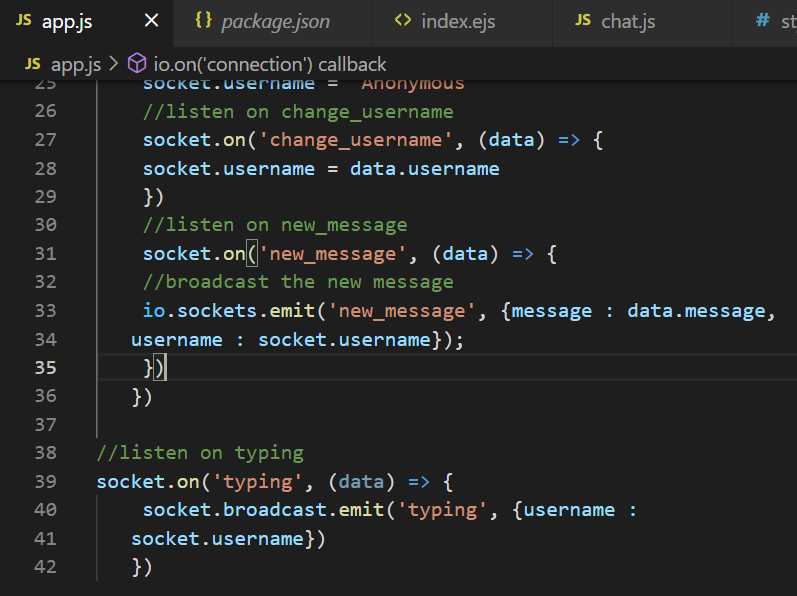 JS app.js × {} package.json <> index.ejs JS chat.js # st
JS app.js > io.on('connection') callback
25 socket.username = Anonymous
26 //listen on change_username
27 socket.on('change_username', (data) => {
28 socket.username = data.username
29 })
30 //listen on new_message
31 socket.on('new_message', (data) => {
32 //broadcast the new message
33 io.sockets.emit('new_message', {message : data.message,
34 username : socket.username});
35 })
36 })
37
38 //listen on typing
39 socket.on('typing', (data) => {
40 socket.broadcast.emit('typing', {username :
41 socket.username})
42 })